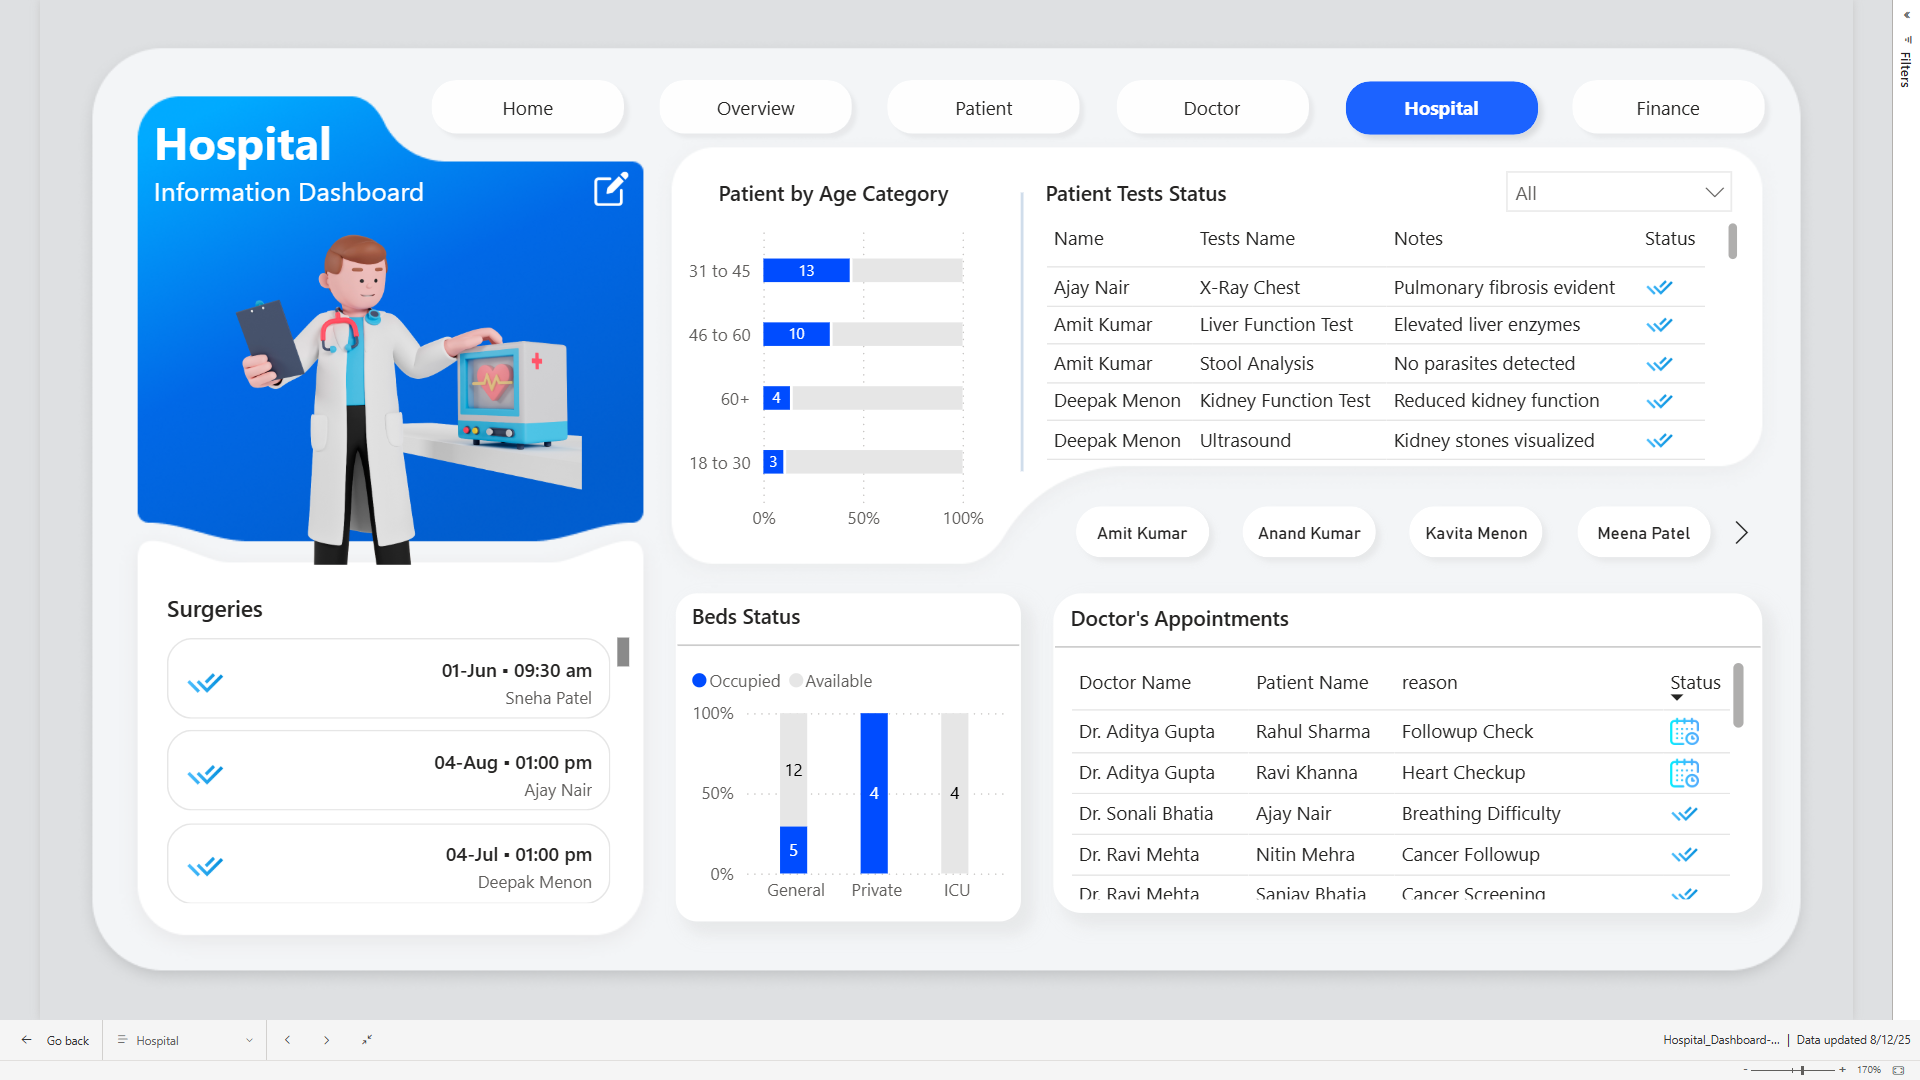 Home
Overview
Patient
Doctor
Hospital
Finance
Filters
Hospital
Information Dashboard
Patient by Age Category
31 to 45
13
46 to 60
10
60+
4
18 to 30
3
0%
50%
100%
Patient Tests Status
All
Name Tests Name Notes Status
Ajay Nair X-Ray Chest Pulmonary fibrosis evident
Amit Kumar Liver Function Test Elevated liver enzymes
Amit Kumar Stool Analysis No parasites detected
Deepak Menon Kidney Function Test Reduced kidney function
Deepak Menon Ultrasound Kidney stones visualized
Amit Kumar
Anand Kumar
Kavita Menon
Meena Patel
Surgeries
01-Jun ▪ 09:30 am
Sneha Patel
04-Aug ▪ 01:00 pm
Ajay Nair
04-Jul ▪ 01:00 pm
Deepak Menon
Beds Status
Occupied Available
100%
50%
0%
12
5
4
4
General Private ICU
Doctor's Appointments
Doctor Name Patient Name reason Status
Dr. Aditya Gupta Rahul Sharma Followup Check
Dr. Aditya Gupta Ravi Khanna Heart Checkup
Dr. Sonali Bhatia Ajay Nair Breathing Difficulty
Dr. Ravi Mehta Nitin Mehra Cancer Followup
Dr. Ravi Mehta Sanjay Bhatia Cancer Screening
Go back
Hospital
Hospital_Dashboard-... | Data updated 8/12/25
- + 170%